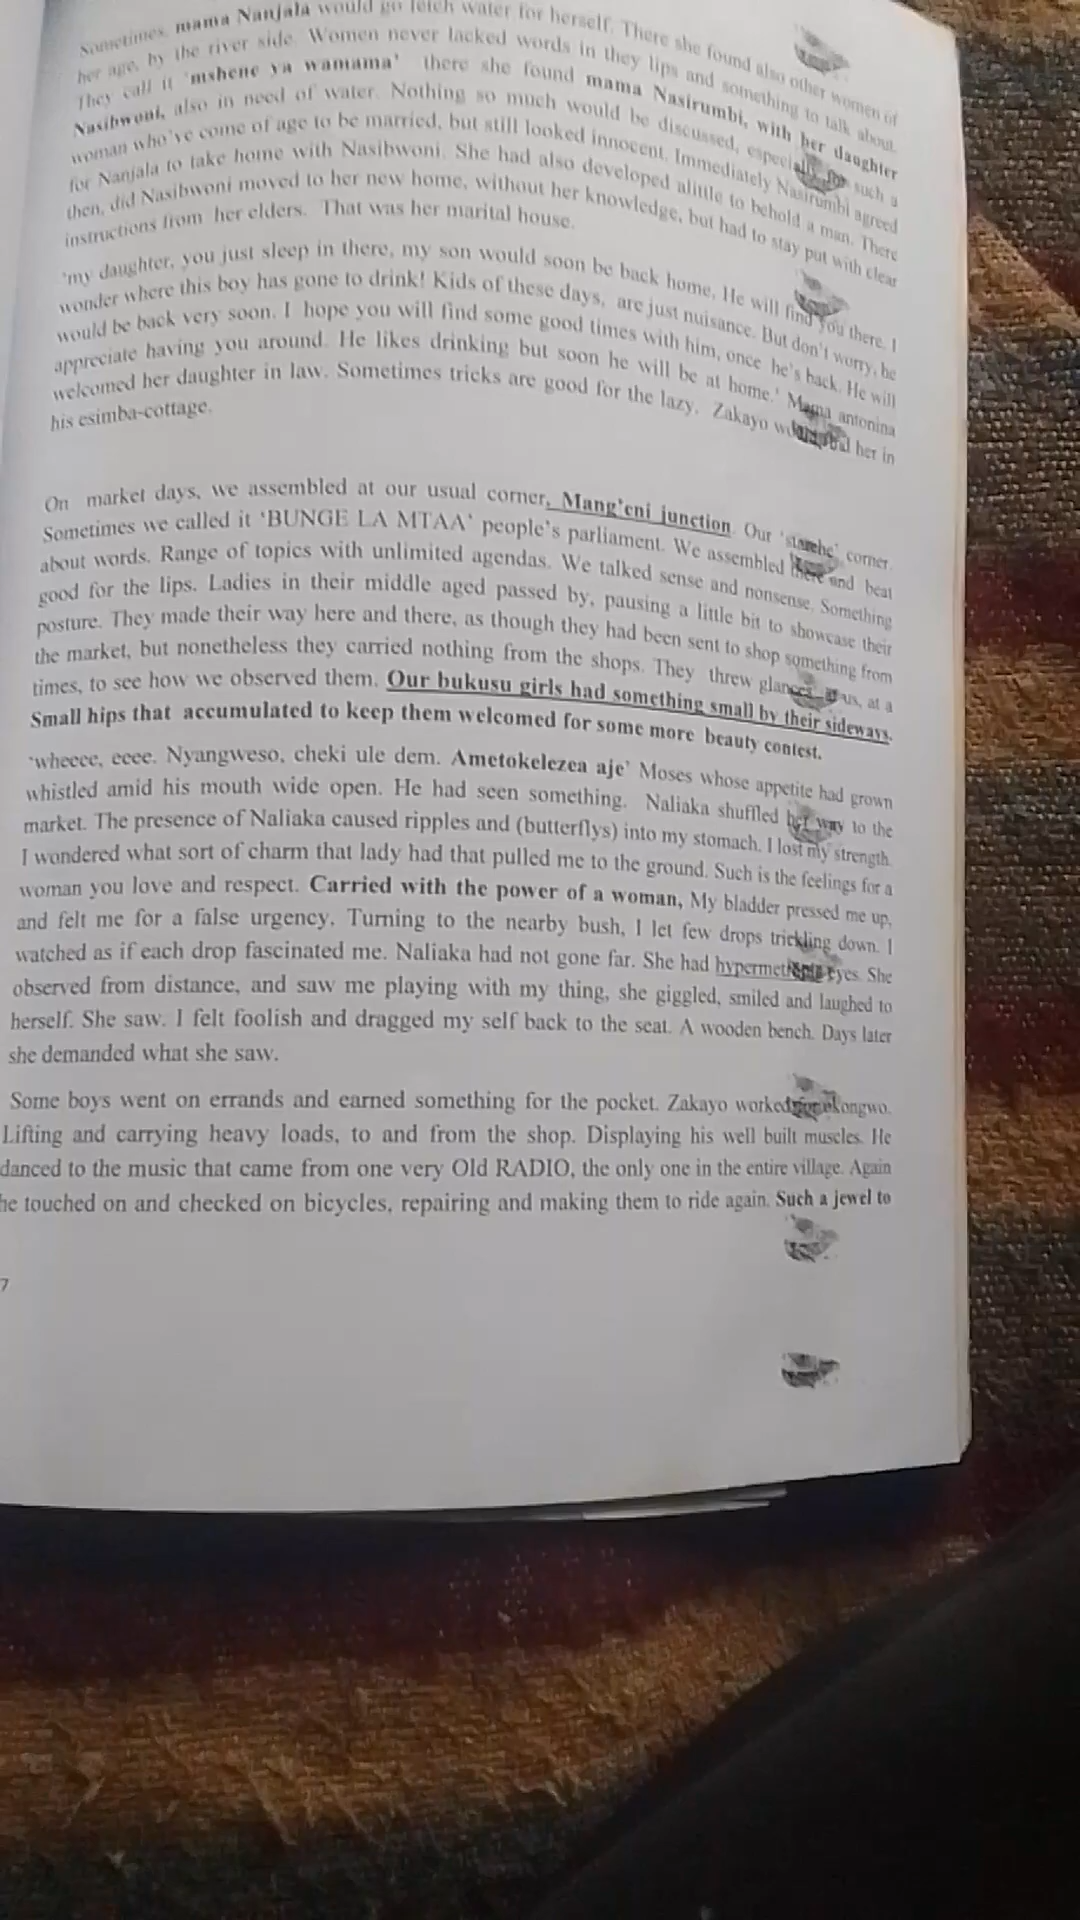 Sometimes, mama Nanjala would go fetch water for herself. There she found also other women of
her age, by the river side. Women never lacked words in they lips and something to talk about.
They call it 'mshene ya wamama' there she found mama Nasirumbi, with her daughter
Nasibwoni, also in need of water. Nothing so much would be discussed, especially for such a
woman who've come of age to be married, but still looked innocent. Immediately Nasirumbi agreed
for Nanjala to take home with Nasibwoni. She had also developed alittle to behold a man. There
then, did Nasibwoni moved to her new home, without her knowledge, but had to stay put with clear
instructions from her elders. That was her marital house.
'my daughter, you just sleep in there, my son would soon be back home. He will find you there. I
wonder where this boy has gone to drink! Kids of these days, are just nuisance. But don't worry, he
would be back very soon. I hope you will find some good times with him, once he's back. He will
appreciate having you around. He likes drinking but soon he will be at home.' Mama antonina
welcomed her daughter in law. Sometimes tricks are good for the lazy. Zakayo would find her in
his esimba-cottage.
On market days, we assembled at our usual corner, Mang'eni junction. Our 'starehe' corner.
Sometimes we called it 'BUNGE LA MTAA' people's parliament. We assembled there and beat
about words. Range of topics with unlimited agendas. We talked sense and nonsense. Something
good for the lips. Ladies in their middle aged passed by, pausing a little bit to showcase their
posture. They made their way here and there, as though they had been sent to shop something from
the market, but nonetheless they carried nothing from the shops. They threw glances at us, at a
times, to see how we observed them. Our bukusu girls had something small by their sideways.
Small hips that accumulated to keep them welcomed for some more beauty contest.
'wheeee, eeee. Nyangweso, cheki ule dem. Ametokelezea aje' Moses whose appetite had grown
whistled amid his mouth wide open. He had seen something. Naliaka shuffled her way to the
market. The presence of Naliaka caused ripples and (butterflys) into my stomach. I lost my strength.
I wondered what sort of charm that lady had that pulled me to the ground. Such is the feelings for a
woman you love and respect. Carried with the power of a woman, My bladder pressed me up,
and felt me for a false urgency. Turning to the nearby bush, I let few drops trickling down. I
watched as if each drop fascinated me. Naliaka had not gone far. She had eyes. She
observed from distance, and saw me playing with my thing, she giggled, smiled and laughed to
herself. She saw. I felt foolish and dragged my self back to the seat. A wooden bench. Days later
she demanded what she saw.
Some boys went on errands and earned something for the pocket. Zakayo worked
Lifting and carrying heavy loads, to and from the shop. Displaying his well built muscles. He
danced to the music that came from one very Old RADIO, the only one in the entire village. Again
he touched on and checked on bicycles, repairing and making them to ride again. Such a jewel to
7